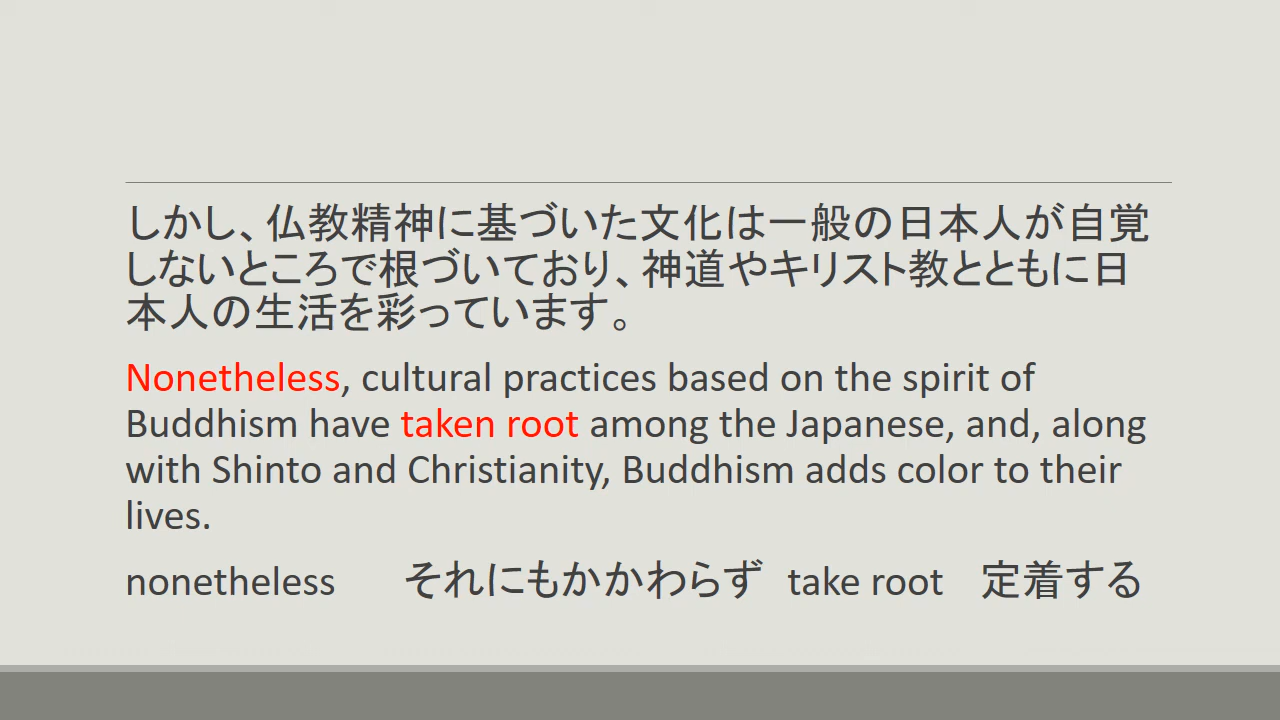 しかし、仏教精神に基づいた文化は一般の日本人が自覚
しないところで根づいており、神道やキリスト教とともに日
本人の生活を彩っています。
Nonetheless, cultural practices based on the spirit of
Buddhism have taken root among the Japanese, and, along
with Shinto and Christianity, Buddhism adds color to their
lives.
nonetheless　それにもかかわらず　take root　定着する